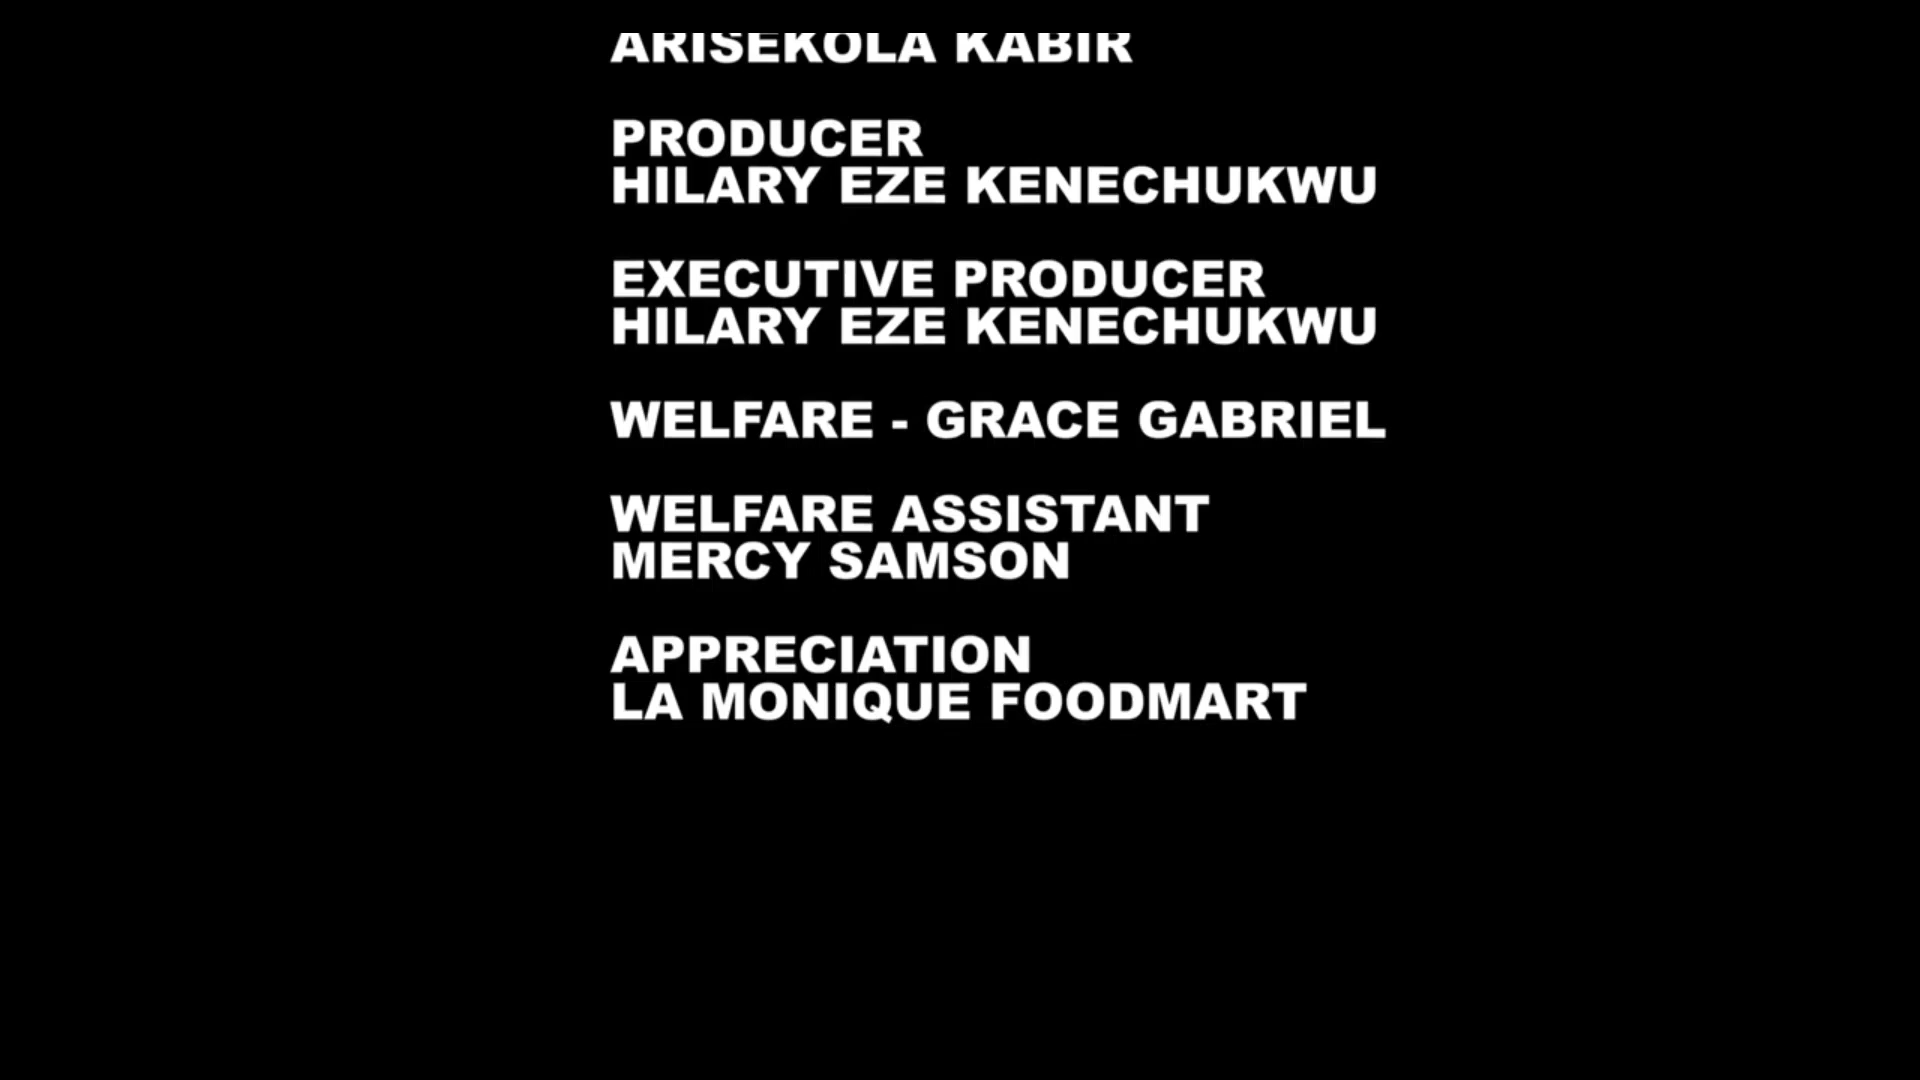 ARISEKOLA KABIR
PRODUCER
HILARY EZE KENECHUKWU
EXECUTIVE PRODUCER
HILARY EZE KENECHUKWU
WELFARE - GRACE GABRIEL
WELFARE ASSISTANT
MERCY SAMSON
APPRECIATION
LA MONIQUE FOODMART